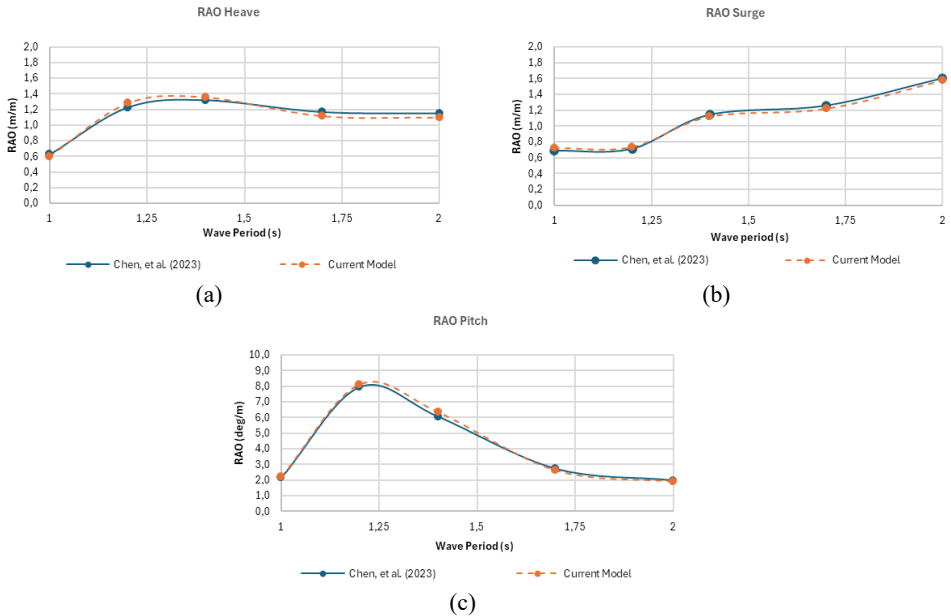 RAO Heave
2,0
1,8
1,6
1,4
1,2
1,0
0,8
0,6
0,4
0,2
0,0
RAO (m/m)
1 1,25 1,5 1,75 2
Wave Period (s)
Chen, et al. (2023) Current Model
(a)
RAO Surge
2,0
1,8
1,6
1,4
1,2
1,0
0,8
0,6
0,4
0,2
0,0
RAO (m/m)
1 1,25 1,5 1,75 2
Wave period (s)
Chen, et al. (2023) Current Model
(b)
RAO Pitch
10,0
9,0
8,0
7,0
6,0
5,0
4,0
3,0
2,0
1,0
0,0
RAO (deg/m)
1 1,25 1,5 1,75 2
Wave Period (s)
Chen, et al. (2023) Current Model
(c)